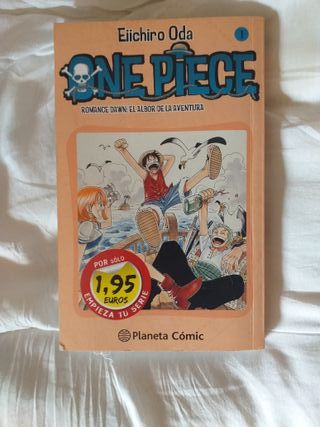 Eiichiro Oda
1
ONE PIECE
ROMANCE DAWN: EL ALBOR DE LA AVENTURA
POR SÓLO
1,95
EUROS
EMPIEZA TU SERIE
Planeta Cómic